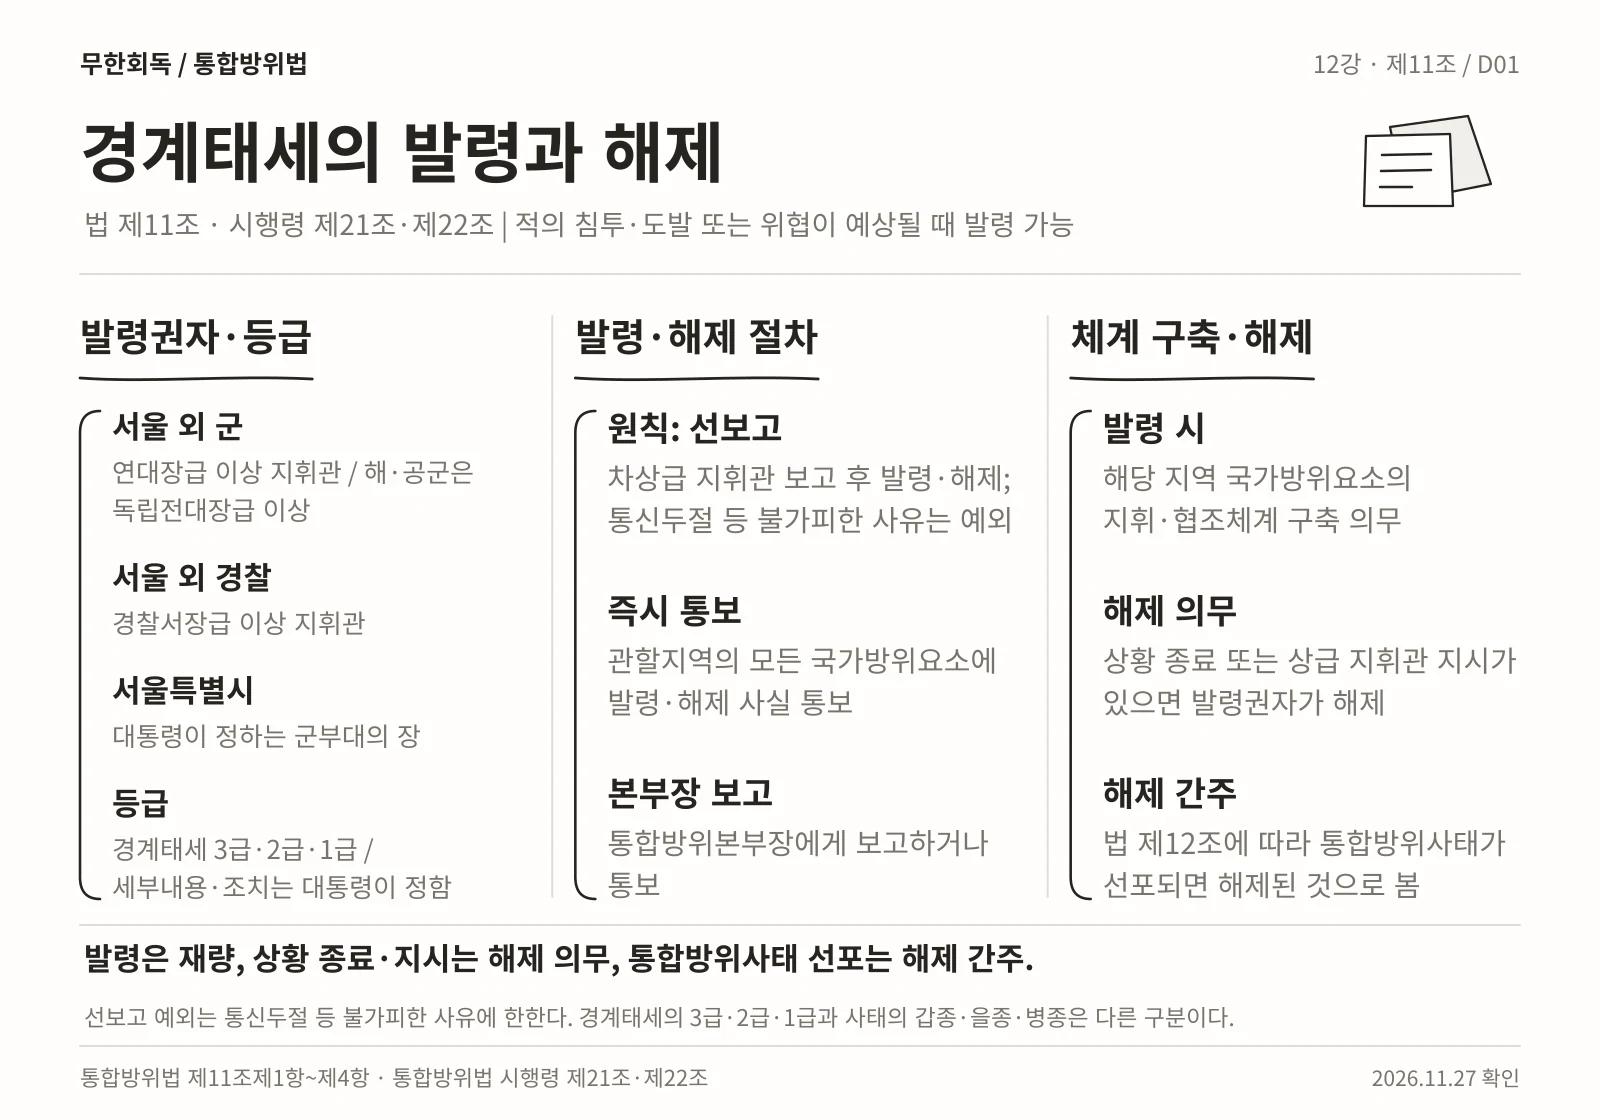 무한회독 / 통합방위법
12강 · 제11조 / D01
경계태세의 발령과 해제
법 제11조 · 시행령 제21조·제22조 | 적의 침투·도발 또는 위협이 예상될 때 발령 가능
발령권자·등급
서울 외 군
연대장급 이상 지휘관 / 해·공군은
독립전대장급 이상
서울 외 경찰
경찰서장급 이상 지휘관
서울특별시
대통령이 정하는 군부대의 장
등급
경계태세 3급·2급·1급 /
세부내용·조치는 대통령이 정함
발령·해제 절차
원칙: 선보고
차상급 지휘관 보고 후 발령·해제;
통신두절 등 불가피한 사유는 예외
즉시 통보
관할지역의 모든 국가방위요소에
발령·해제 사실 통보
본부장 보고
통합방위본부장에게 보고하거나
통보
체계 구축·해제
발령 시
해당 지역 국가방위요소의
지휘·협조체계 구축 의무
해제 의무
상황 종료 또는 상급 지휘관 지시가
있으면 발령권자가 해제
해제 간주
법 제12조에 따라 통합방위사태가
선포되면 해제된 것으로 봄
발령은 재량, 상황 종료·지시는 해제 의무, 통합방위사태 선포는 해제 간주.
선보고 예외는 통신두절 등 불가피한 사유에 한한다. 경계태세의 3급·2급·1급과 사태의 갑종·을종·병종은 다른 구분이다.
통합방위법 제11조제1항~제4항 · 통합방위법 시행령 제21조·제22조
2026.11.27 확인